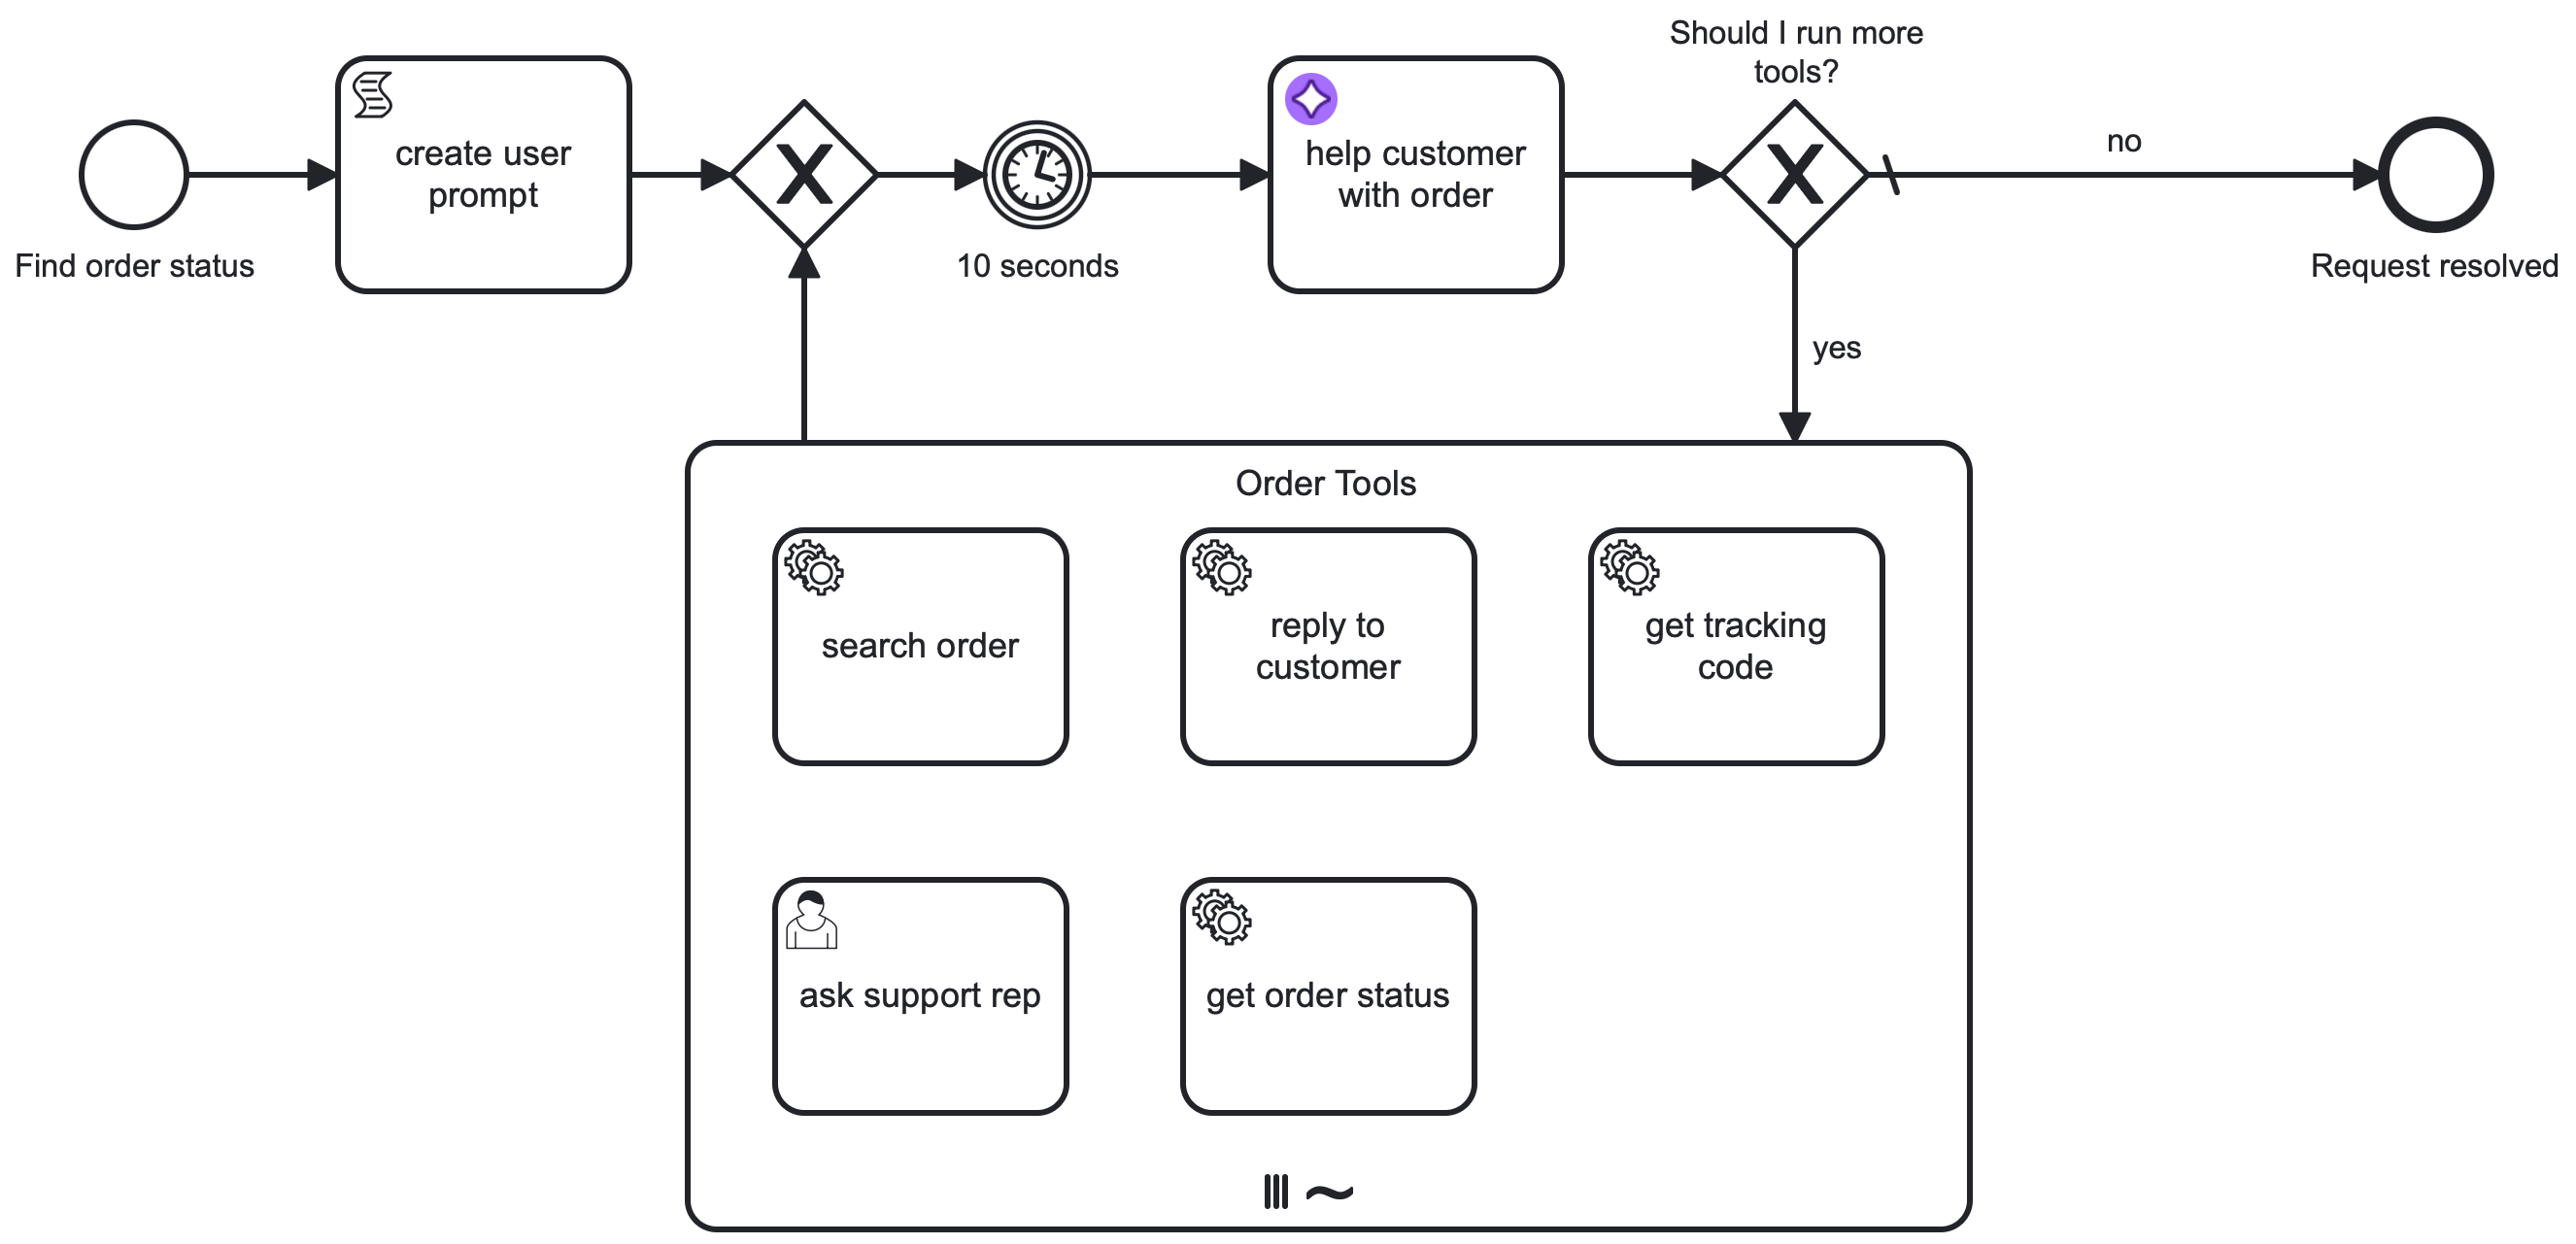 Find order status
create user
prompt
10 seconds
help customer
with order
Should I run more
tools?
no
Request resolved
yes
Order Tools
search order
reply to
customer
get tracking
code
ask support rep
get order status